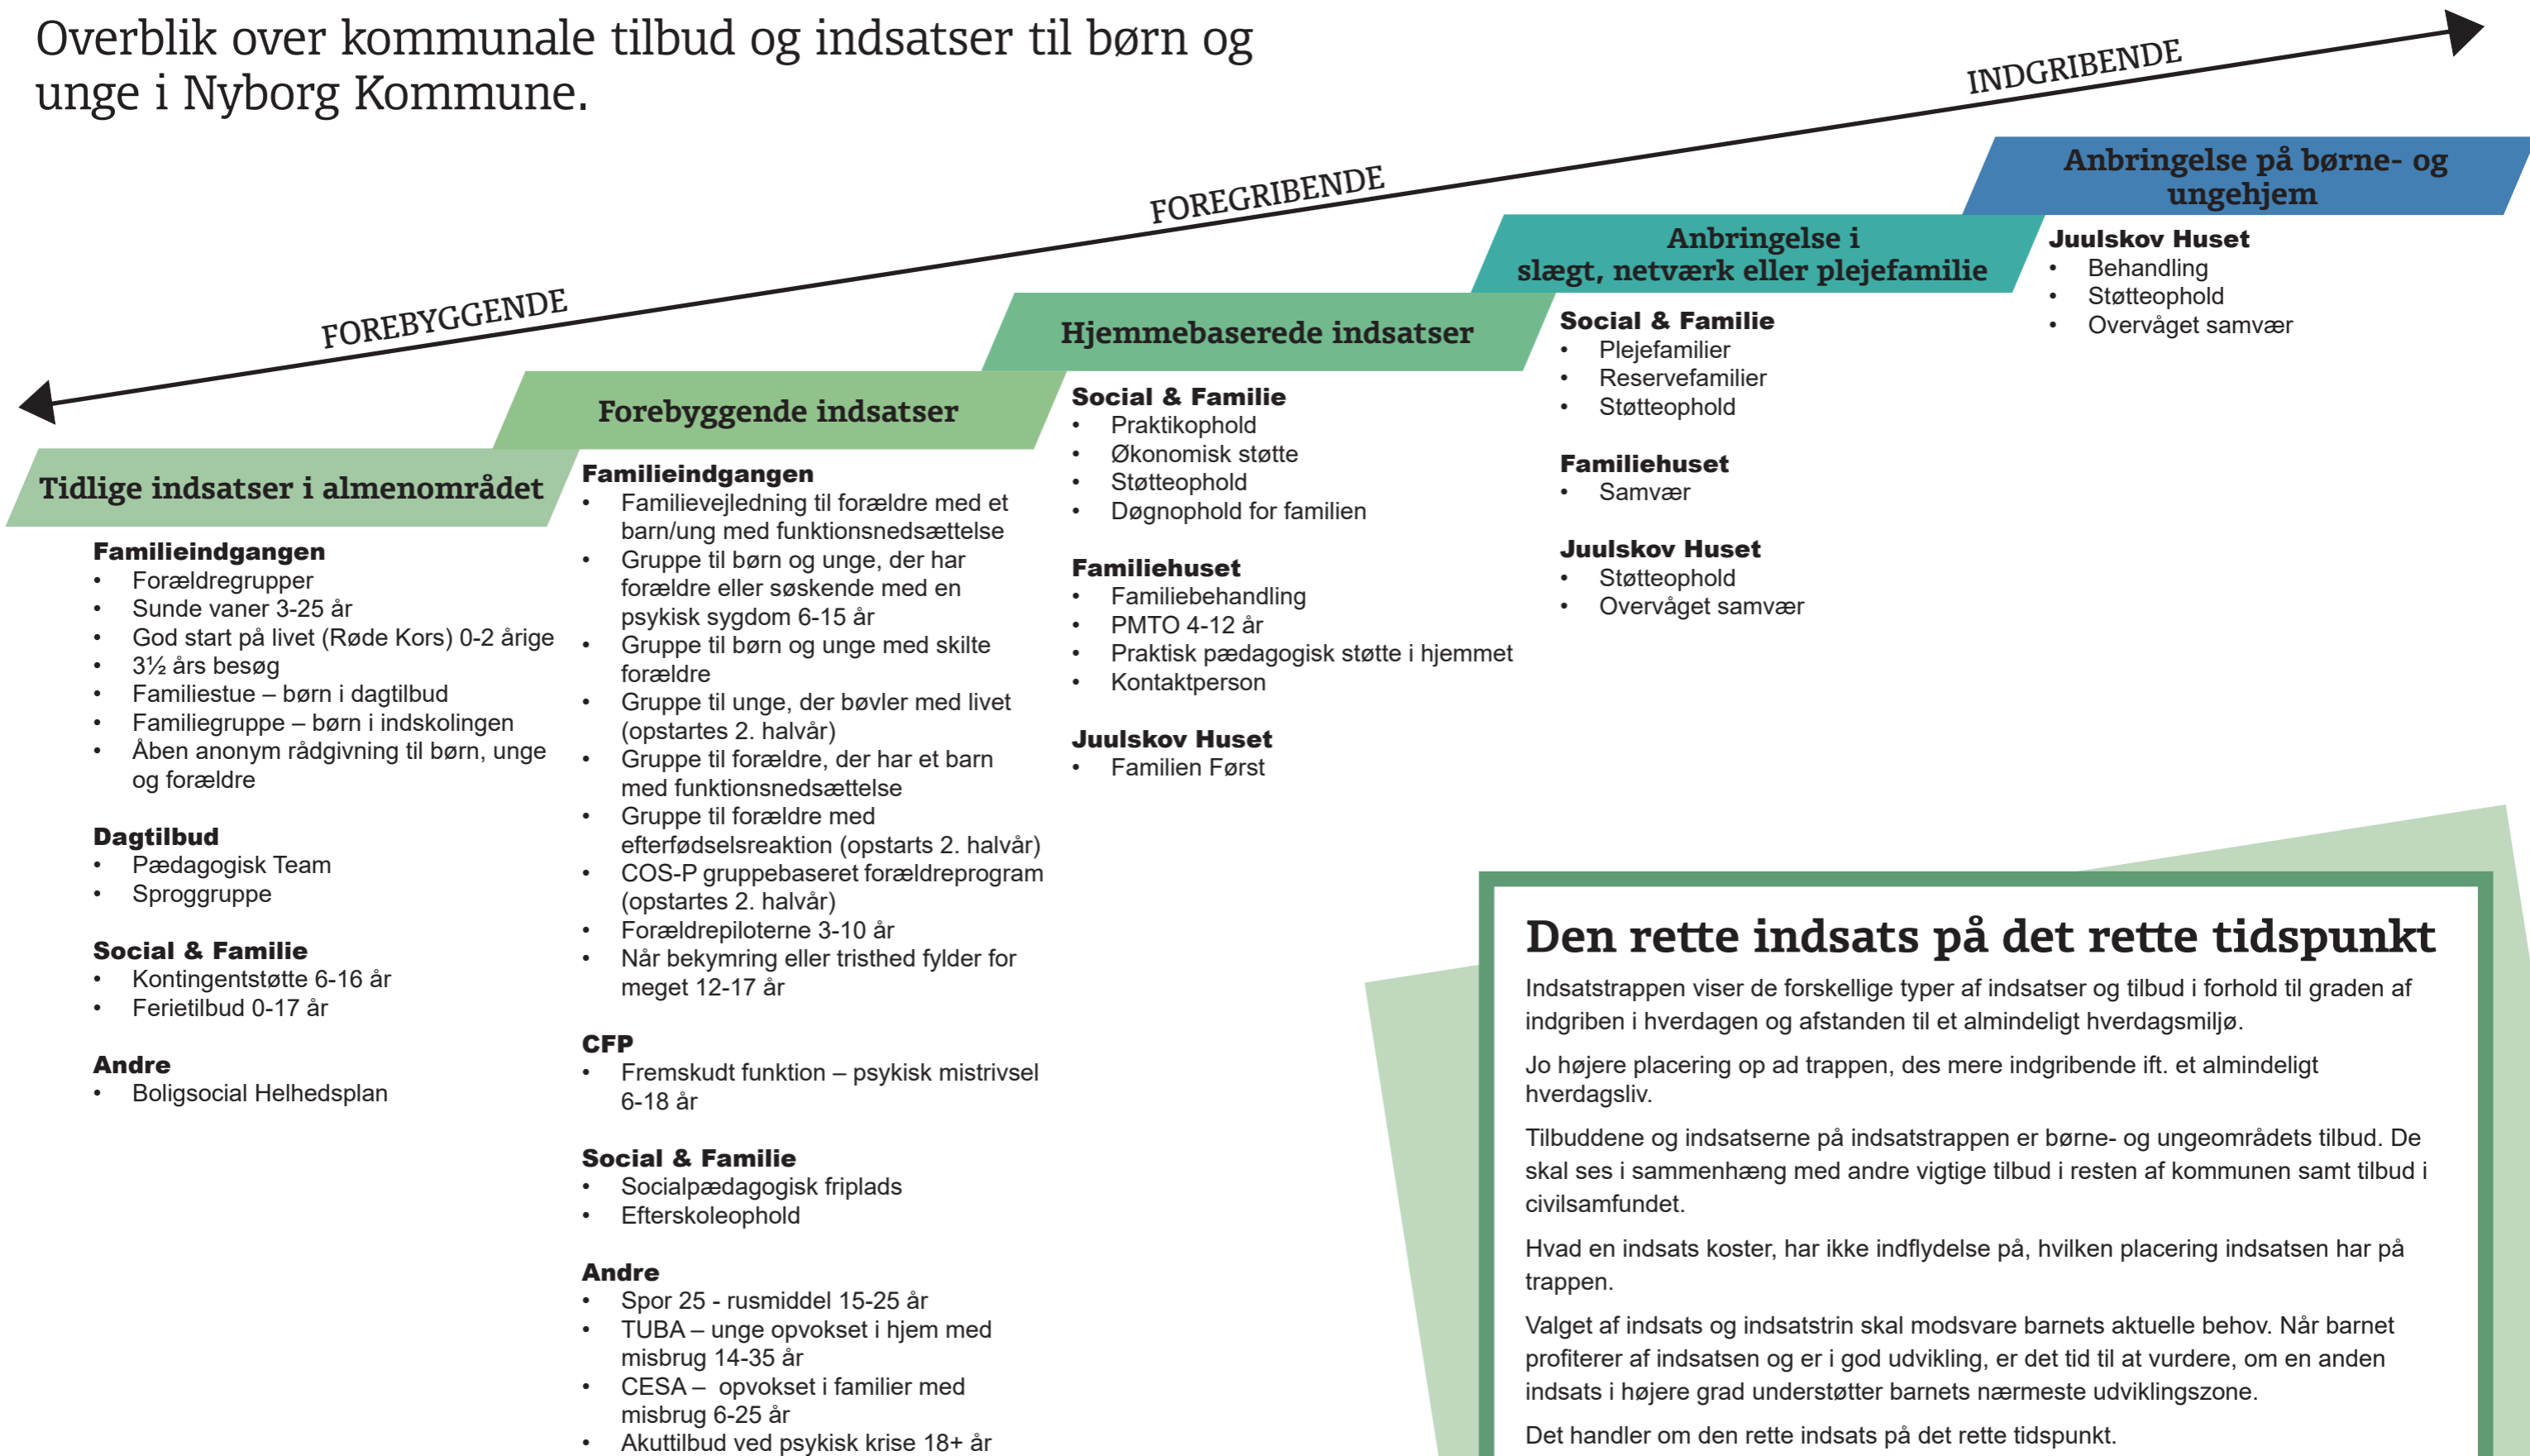 Overblik over kommunale tilbud og indsatser til børn og
unge i Nyborg Kommune.
FOREBYGGENDE
FOREGRIBENDE
INDGRIBENDE
Tidlige indsatser i almenområdet
Familieindgangen
• Forældregrupper
• Sunde vaner 3-25 år
• God start på livet (Røde Kors) 0-2 årige
• 3½ års besøg
• Familiestue – børn i dagtilbud
• Familiegruppe – børn i indskolingen
• Åben anonym rådgivning til børn, unge
og forældre
Dagtilbud
• Pædagogisk Team
• Sproggruppe
Social & Familie
• Kontingentstøtte 6-16 år
• Ferietilbud 0-17 år
Andre
• Boligsocial Helhedsplan
Forebyggende indsatser
Familieindgangen
• Familievejledning til forældre med et
barn/ung med funktionsnedsættelse
• Gruppe til børn og unge, der har
forældre eller søskende med en
psykisk sygdom 6-15 år
• Gruppe til børn og unge med skilte
forældre
• Gruppe til unge, der bøvler med livet
(opstartes 2. halvår)
• Gruppe til forældre, der har et barn
med funktionsnedsættelse
• Gruppe til forældre med
efterfødselsreaktion (opstarts 2. halvår)
• COS-P gruppebaseret forældreprogram
(opstartes 2. halvår)
• Forældrepiloterne 3-10 år
• Når bekymring eller tristhed fylder for
meget 12-17 år
CFP
• Fremskudt funktion – psykisk mistrivsel
6-18 år
Social & Familie
• Socialpædagogisk friplads
• Efterskoleophold
Andre
• Spor 25 - rusmiddel 15-25 år
• TUBA – unge opvokset i hjem med
misbrug 14-35 år
• CESA – opvokset i familier med
misbrug 6-25 år
• Akuttilbud ved psykisk krise 18+ år
Hjemmebaserede indsatser
Social & Familie
• Praktikophold
• Økonomisk støtte
• Støtteophold
• Døgnophold for familien
Familiehuset
• Familiebehandling
• PMTO 4-12 år
• Praktisk pædagogisk støtte i hjemmet
• Kontaktperson
Juulskov Huset
• Familien Først
Anbringelse i
slægt, netværk eller plejefamilie
Social & Familie
• Plejefamilier
• Reservefamilier
• Støtteophold
Familiehuset
• Samvær
Juulskov Huset
• Støtteophold
• Overvåget samvær
Anbringelse på børne- og
ungehjem
Juulskov Huset
• Behandling
• Støtteophold
• Overvåget samvær
Den rette indsats på det rette tidspunkt
Indsatstrappen viser de forskellige typer af indsatser og tilbud i forhold til graden af
indgriben i hverdagen og afstanden til et almindeligt hverdagsmiljø.
Jo højere placering op ad trappen, des mere indgribende ift. et almindeligt
hverdagsliv.
Tilbuddene og indsatserne på indsatstrappen er børne- og ungeområdets tilbud. De
skal ses i sammenhæng med andre vigtige tilbud i resten af kommunen samt tilbud i
civilsamfundet.
Hvad en indsats koster, har ikke indflydelse på, hvilken placering indsatsen har på
trappen.
Valget af indsats og indsatstrin skal modsvare barnets aktuelle behov. Når barnet
profiterer af indsatsen og er i god udvikling, er det tid til at vurdere, om en anden
indsats i højere grad understøtter barnets nærmeste udviklingszone.
Det handler om den rette indsats på det rette tidspunkt.